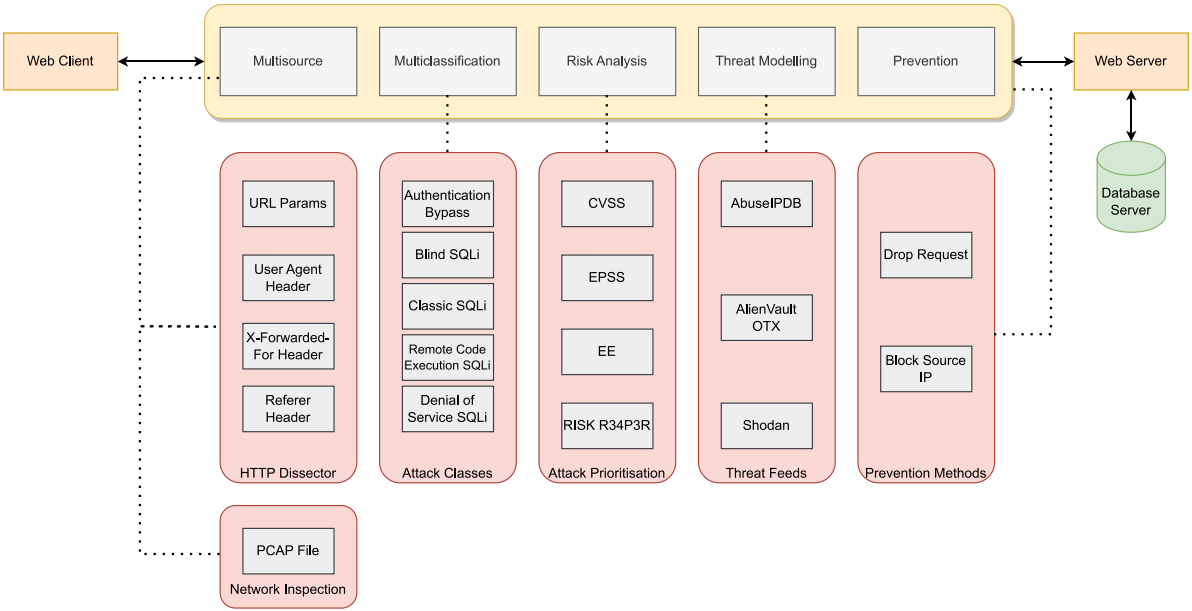 Web Client
Multisource
Multiclassification
Risk Analysis
Threat Modelling
Prevention
Web Server
Database
Server
URL Params
User Agent
Header
X-Forwarded-
For Header
Referer
Header
HTTP Dissector
Authentication
Bypass
Blind SQLi
Classic SQLi
Remote Code
Execution SQLi
Denial of
Service SQLi
Attack Classes
CVSS
EPSS
EE
RISK R34P3R
Attack Prioritisation
AbuseIPDB
AlienVault
OTX
Shodan
Threat Feeds
Drop Request
Block Source
IP
Prevention Methods
PCAP File
Network Inspection